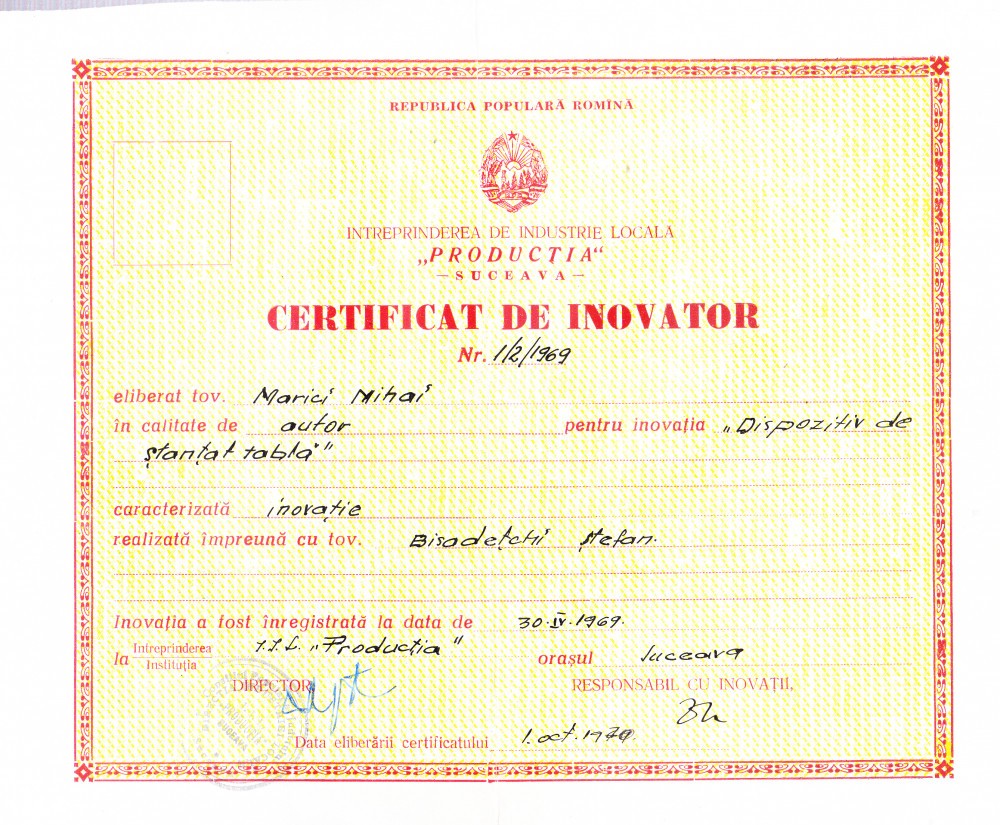 REPUBLICA POPULARĂ ROMÎNĂ
INTREPRINDEREA DE INDUSTRIE LOCALA
„PRODUCȚIA“
— SUCEAVA —
CERTIFICAT DE INOVATOR
Nr. 1/2/1969
eliberat tov. Marici Mihai
în calitate de autor pentru inovația „Dispozitiv de
ștanțat tablă”
caracterizată inovație
realizată împreună cu tov. Bisadețchi Ștefan.
Inovația a fost înregistrată la data de 30.IV.1969.
la Întreprinderea Instituția I.I.L. „Producția” orașul Suceava
DIRECTOR RESPONSABIL CU INOVAȚII,
Data eliberării certificatului 1.oct.1970.